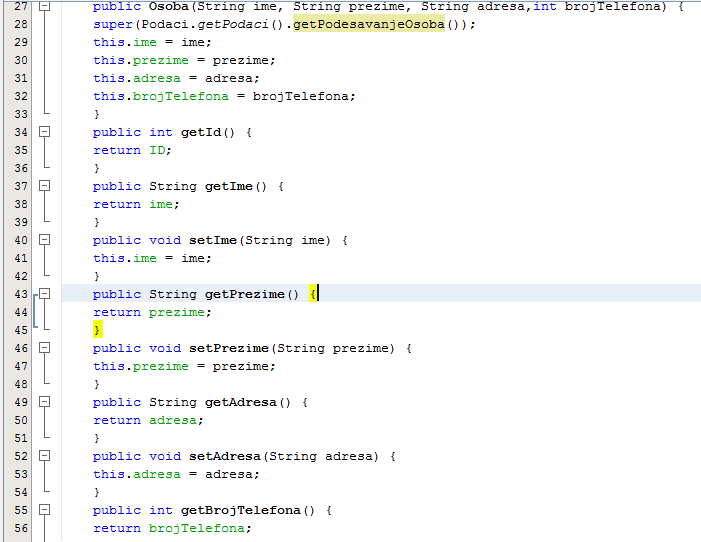 27 public Osoba(String ime, String prezime, String adresa,int brojTelefona) {
28 super(Podaci.getPodaci().getPodesavanjeOsoba());
29 this.ime = ime;
30 this.prezime = prezime;
31 this.adresa = adresa;
32 this.brojTelefona = brojTelefona;
33 }
34 public int getId() {
35 return ID;
36 }
37 public String getIme() {
38 return ime;
39 }
40 public void setIme(String ime) {
41 this.ime = ime;
42 }
43 public String getPrezime() {
44 return prezime;
45 }
46 public void setPrezime(String prezime) {
47 this.prezime = prezime;
48 }
49 public String getAdresa() {
50 return adresa;
51 }
52 public void setAdresa(String adresa) {
53 this.adresa = adresa;
54 }
55 public int getBrojTelefona() {
56 return brojTelefona;